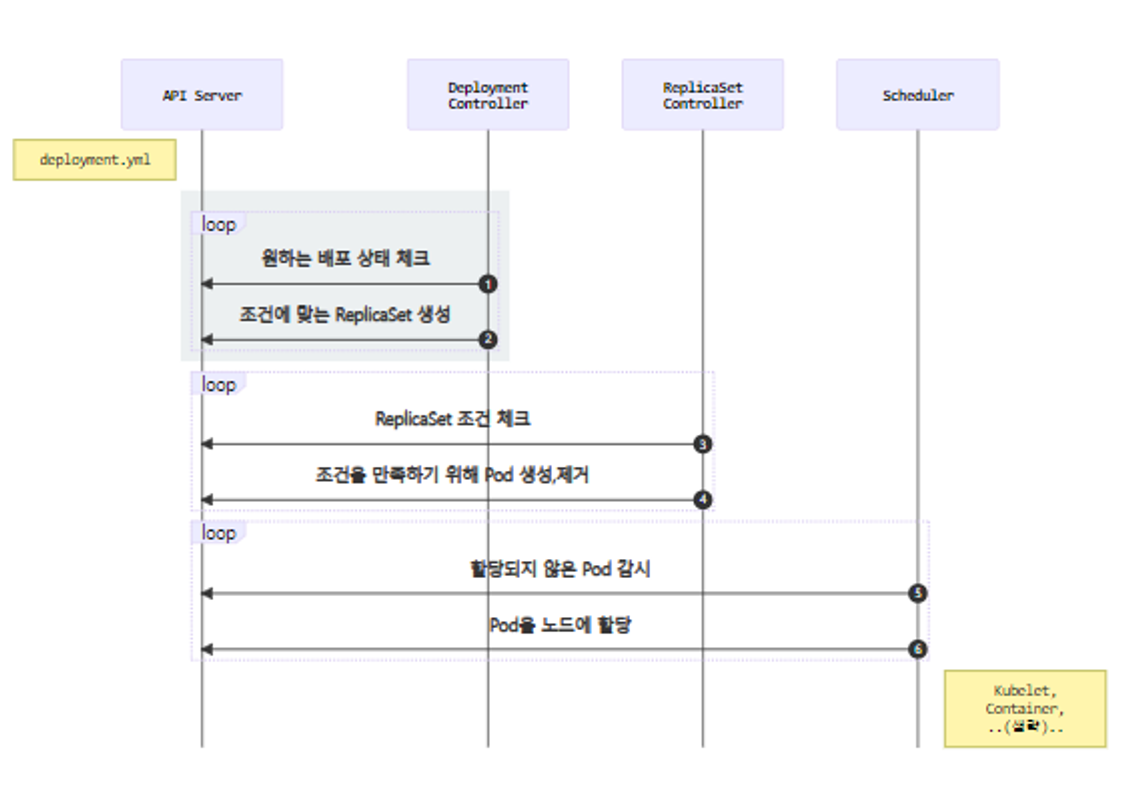 API Server
Deployment
Controller
ReplicaSet
Controller
Scheduler
deployment.yml
loop
원하는 배포 상태 체크
1
조건에 맞는 ReplicaSet 생성
2
loop
ReplicaSet 조건 체크
3
조건을 만족하기 위해 Pod 생성,제거
4
loop
할당되지 않은 Pod 감시
5
Pod을 노드에 할당
6
Kubelet,
Container,
..(생략)..